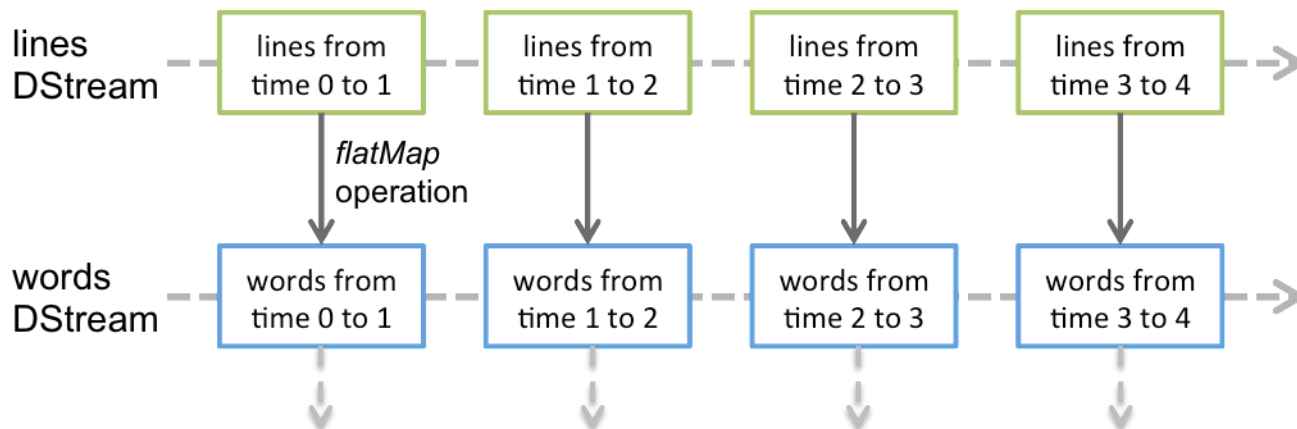 lines
DStream
lines from
time 0 to 1
lines from
time 1 to 2
lines from
time 2 to 3
lines from
time 3 to 4
flatMap
operation
words
DStream
words from
time 0 to 1
words from
time 1 to 2
words from
time 2 to 3
words from
time 3 to 4